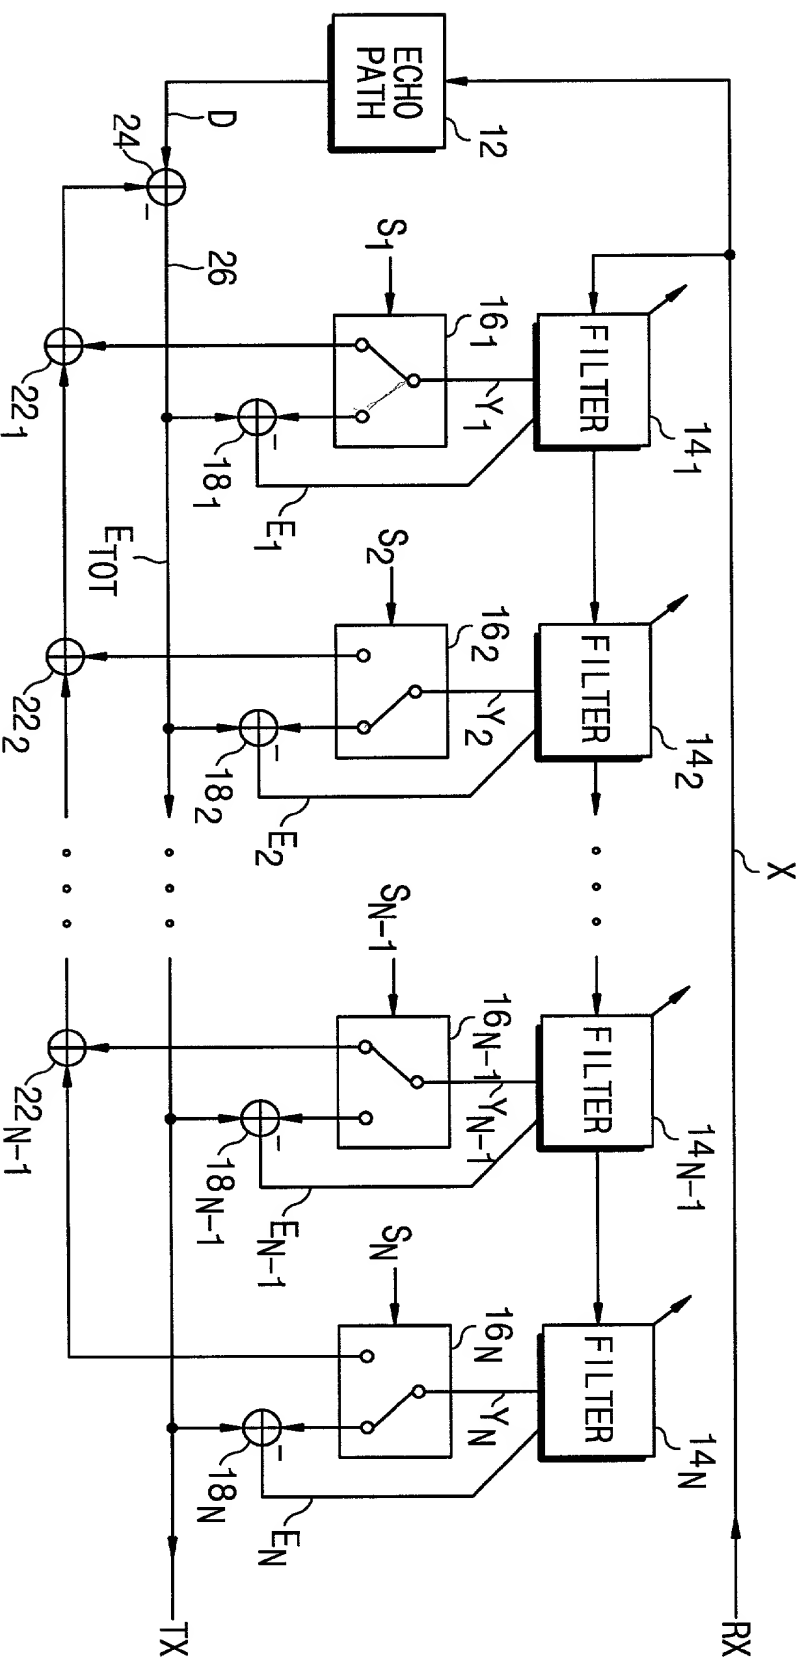 ECHO
PATH
12
D
24
26
S1
161
Y1
FILTER
141
181
E1
221
ETOT
S2
162
Y2
FILTER
142
182
E2
222
X
SN-1
16N-1
YN-1
FILTER
14N-1
18N-1
EN-1
22N-1
SN
16N
YN
FILTER
14N
18N
EN
RX
TX